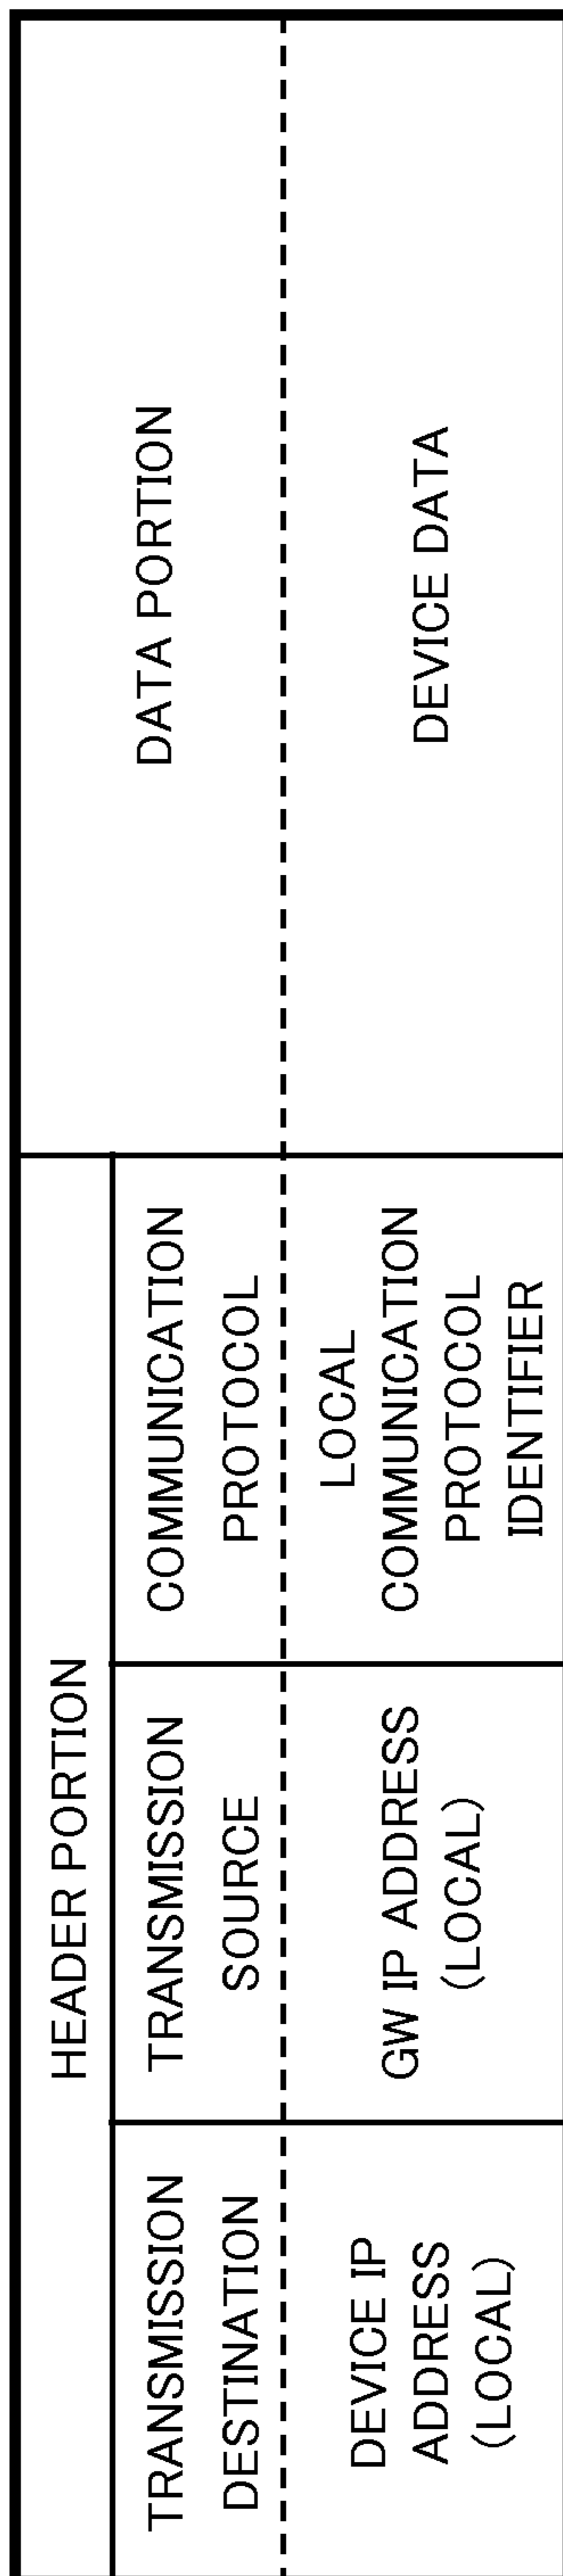 HEADER PORTION
DATA PORTION
TRANSMISSION
DESTINATION
TRANSMISSION
SOURCE
COMMUNICATION
PROTOCOL
DEVICE IP
ADDRESS
(LOCAL)
GW IP ADDRESS
(LOCAL)
LOCAL
COMMUNICATION
PROTOCOL
IDENTIFIER
DEVICE DATA